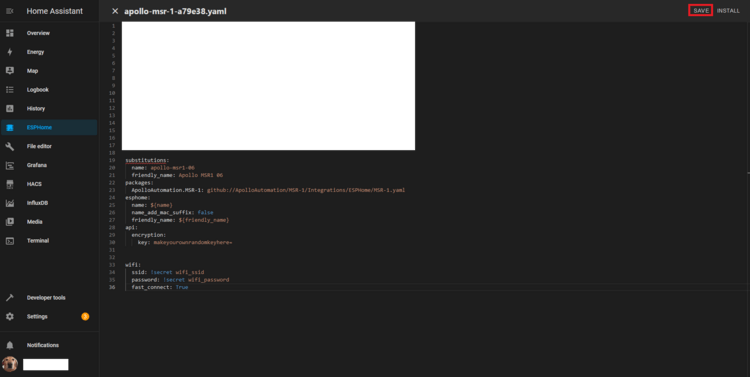 Home Assistant
apollo-msr-1-a79e38.yaml
SAVE
INSTALL
Overview
Energy
Map
Logbook
History
ESPHome
File editor
Grafana
HACS
InfluxDB
Media
Terminal
Developer tools
Settings
Notifications
1
2
3
4
5
6
7
8
9
10
11
12
13
14
15
16
17
18
19 substitutions:
20 name: apollo-msr1-06
21 friendly_name: Apollo MSR1 06
22 packages:
23 ApolloAutomation.MSR-1: github://ApolloAutomation/MSR-1/Integrations/ESPHome/MSR-1.yaml
24 esphome:
25 name: ${name}
26 name_add_mac_suffix: false
27 friendly_name: ${friendly_name}
28 api:
29 encryption:
30 key: makeyourownrandumkeyhere=
31
32
33 wifi:
34 ssid: !secret wifi_ssid
35 password: !secret wifi_password
36 fast_connect: True